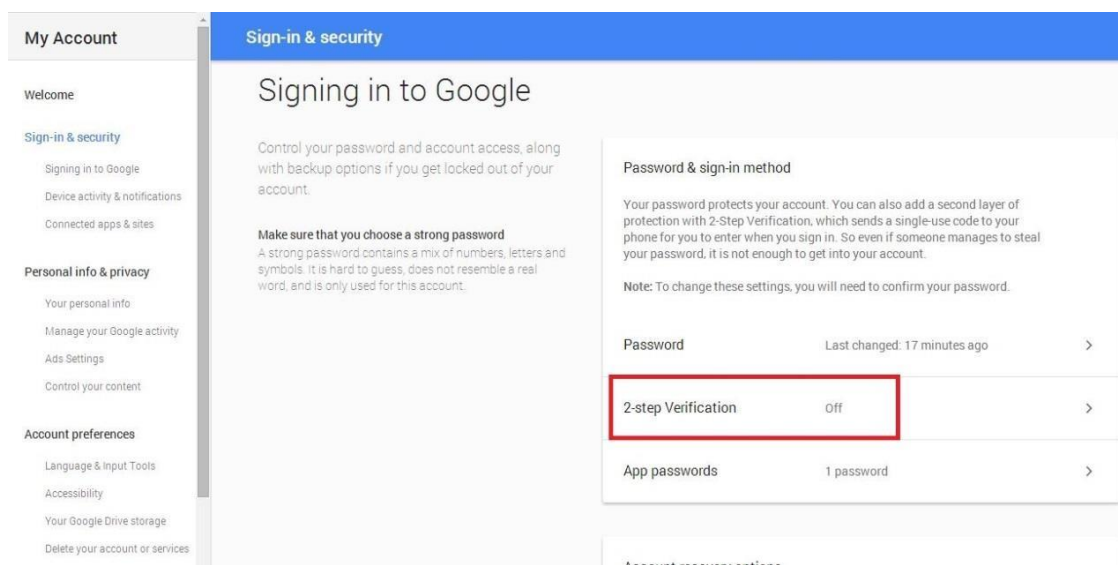 My Account
Sign-in & security
Welcome
Sign-in & security
Signing in to Google
Device activity & notifications
Connected apps & sites
Personal info & privacy
Your personal info
Manage your Google activity
Ads Settings
Control your content
Account preferences
Language & Input Tools
Accessibility
Your Google Drive storage
Delete your account or services
Signing in to Google
Control your password and account access, along
with backup options if you get locked out of your
account.
Make sure that you choose a strong password
A strong password contains a mix of numbers, letters and
symbols. It is hard to guess, does not resemble a real
word, and is only used for this account.
Password & sign-in method
Your password protects your account. You can also add a second layer of
protection with 2-Step Verification, which sends a single-use code to your
phone for you to enter when you sign in. So even if someone manages to steal
your password, it is not enough to get into your account.
Note: To change these settings, you will need to confirm your password.
Password Last changed: 17 minutes ago
2-step Verification Off
App passwords 1 password
Account recovery options